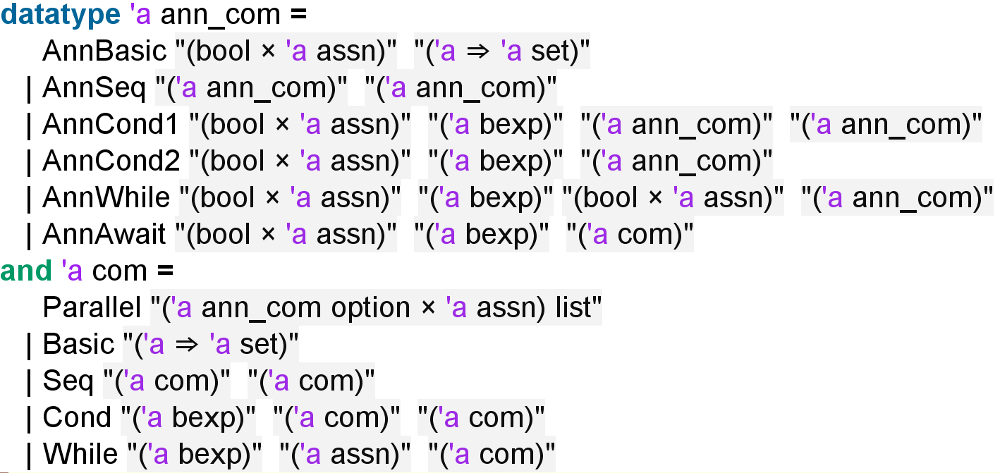 datatype 'a ann_com =
AnnBasic "(bool × 'a assn)" "('a ⇒ 'a set)"
| AnnSeq "('a ann_com)" "('a ann_com)"
| AnnCond1 "(bool × 'a assn)" "('a bexp)" "('a ann_com)" "('a ann_com)"
| AnnCond2 "(bool × 'a assn)" "('a bexp)" "('a ann_com)"
| AnnWhile "(bool × 'a assn)" "('a bexp)" "(bool × 'a assn)" "('a ann_com)"
| AnnAwait "(bool × 'a assn)" "('a bexp)" "('a com)"
and 'a com =
Parallel "('a ann_com option × 'a assn) list"
| Basic "('a ⇒ 'a set)"
| Seq "('a com)" "('a com)"
| Cond "('a bexp)" "('a com)" "('a com)"
| While "('a bexp)" "('a assn)" "('a com)"